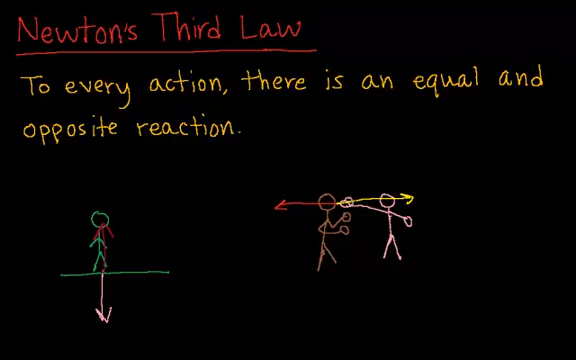 Newton's Third Law
To every action, there is an equal and
opposite reaction.